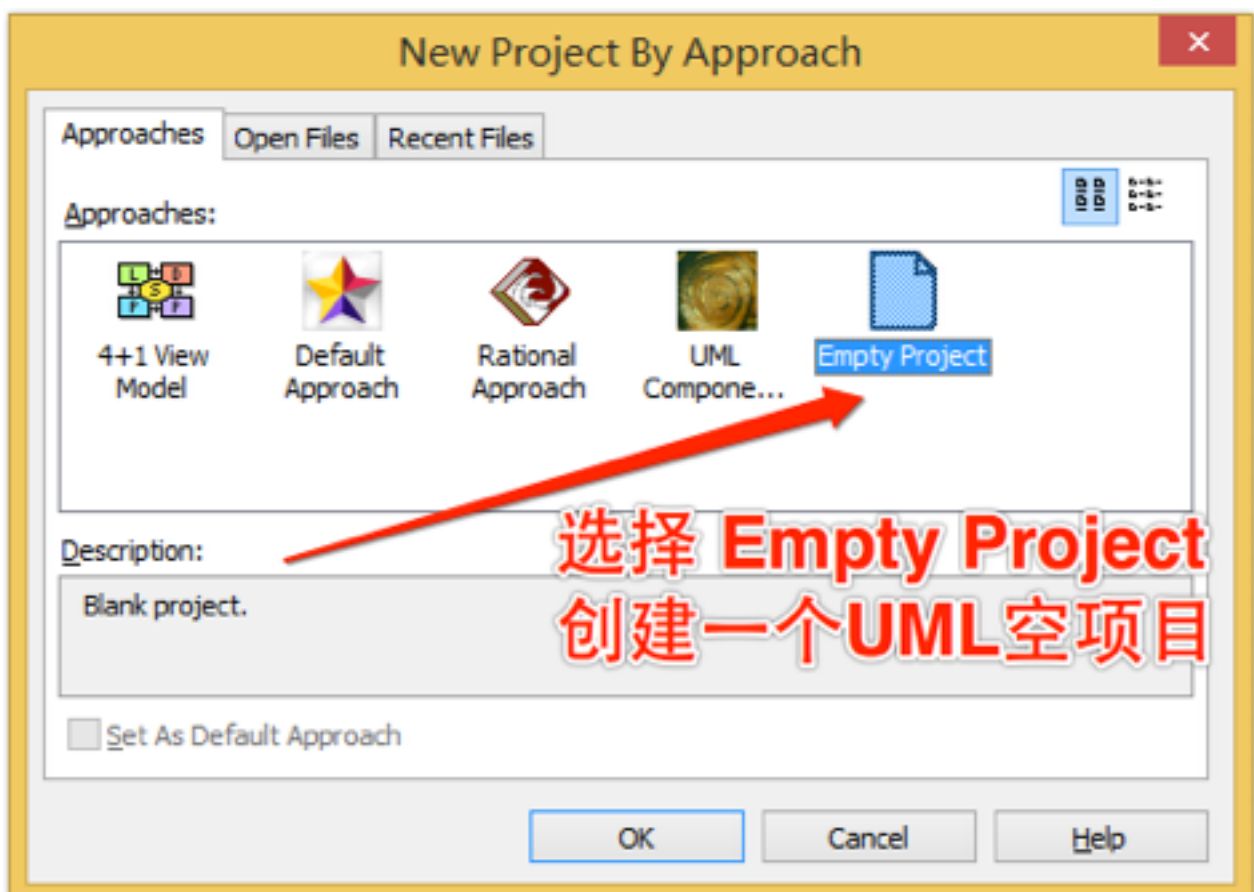 New Project By Approach
Approaches
Open Files
Recent Files
Approaches:
4+1 View
Model
Default
Approach
Rational
Approach
UML
Compone...
Empty Project
选择 Empty Project
创建一个UML空项目
Description:
Blank project.
Set As Default Approach
OK
Cancel
Help